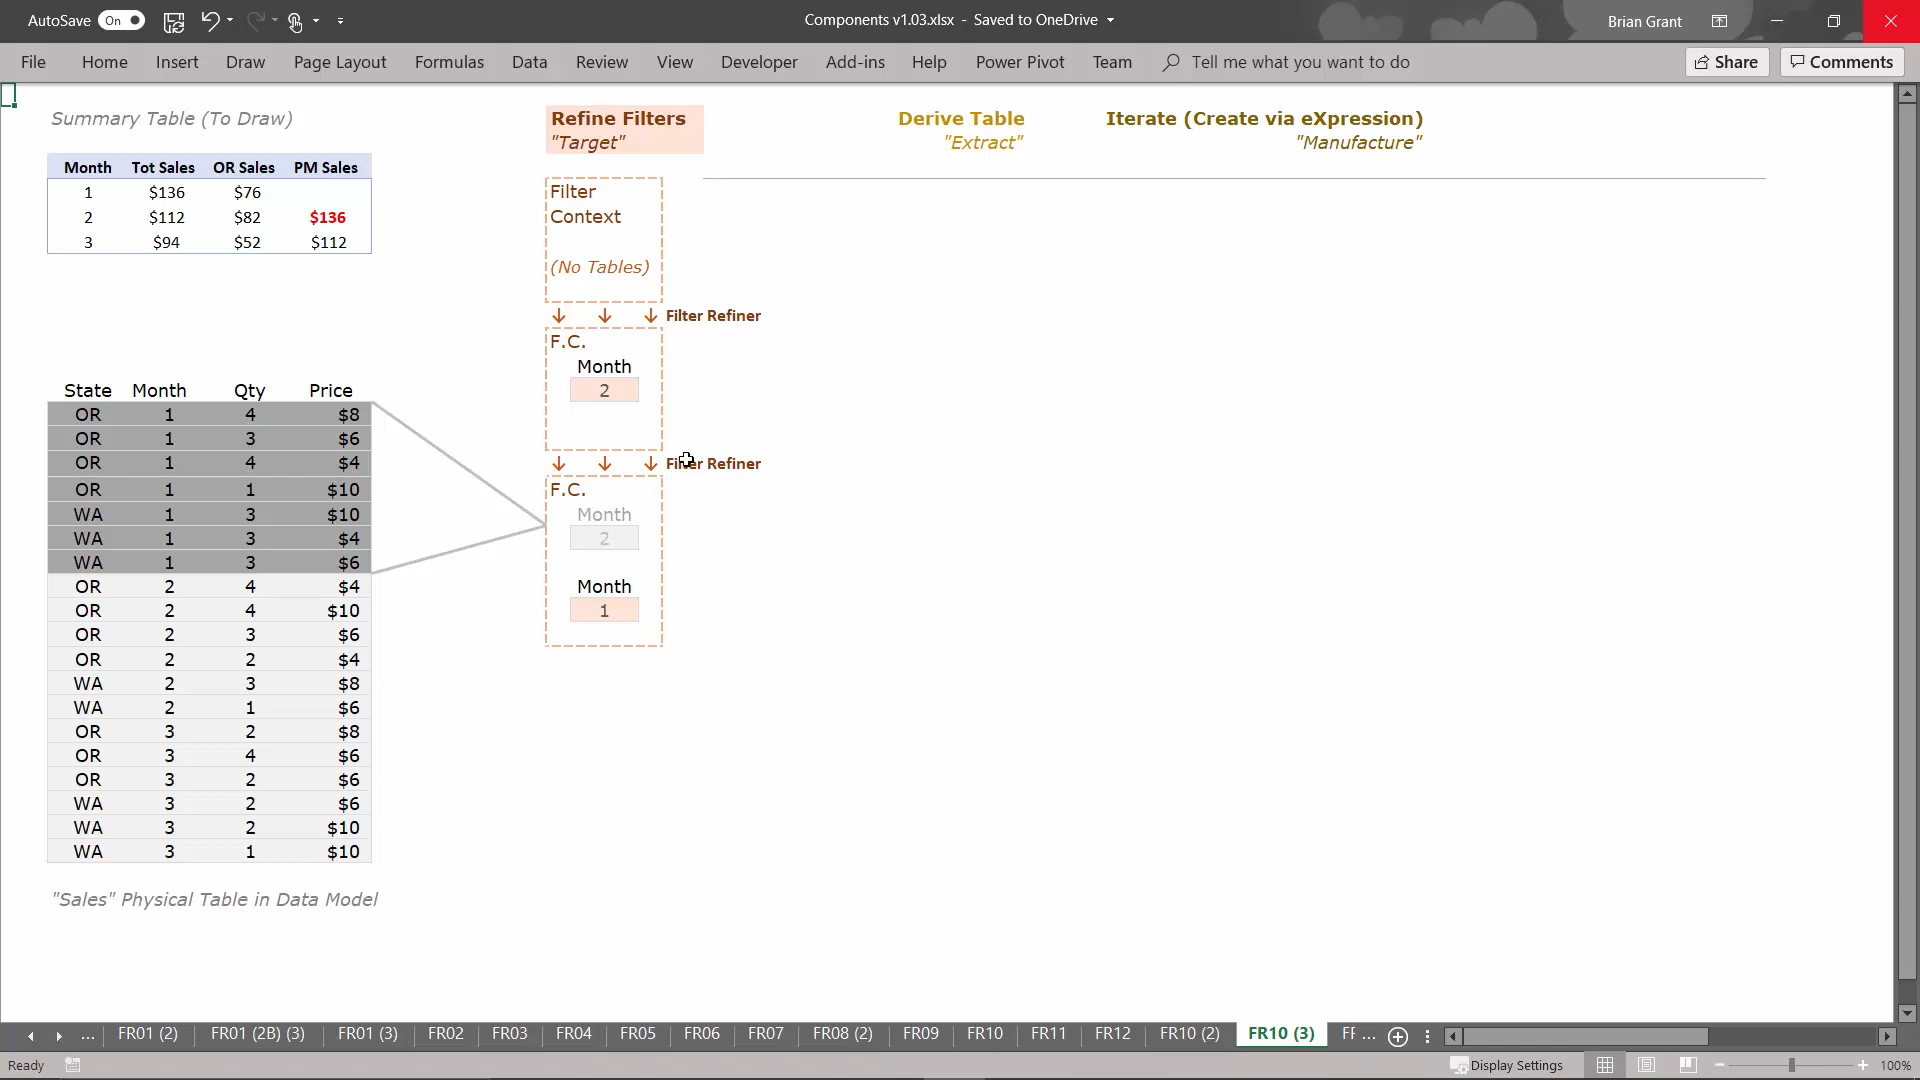 AutoSave On
Components v1.03.xlsx - Saved to OneDrive
Brian Grant
File Home Insert Draw Page Layout Formulas Data Review View Developer Add-ins Help Power Pivot Team Tell me what you want to do Share Comments
Summary Table (To Draw)
Month Tot Sales OR Sales PM Sales
1 $136 $76
2 $112 $82 $136
3 $94 $52 $112
Refine Filters
"Target"
Derive Table
"Extract"
Iterate (Create via eXpression)
"Manufacture"
Filter
Context
(No Tables)
Filter Refiner
F.C.
Month
2
Filter Refiner
F.C.
Month
2
Month
1
State Month Qty Price
OR 1 4 $8
OR 1 3 $6
OR 1 4 $4
OR 1 1 $10
WA 1 3 $10
WA 1 3 $4
WA 1 3 $6
OR 2 4 $4
OR 2 4 $10
OR 2 3 $6
OR 2 2 $4
WA 2 3 $8
WA 2 1 $6
OR 3 2 $8
OR 3 4 $6
OR 3 2 $6
WA 3 2 $6
WA 3 2 $10
WA 3 1 $10
"Sales" Physical Table in Data Model
... FR01 (2) FR01 (2B) (3) FR01 (3) FR02 FR03 FR04 FR05 FR06 FR07 FR08 (2) FR09 FR10 FR11 FR12 FR10 (2) FR10 (3) FF ...
Ready
Display Settings
100%